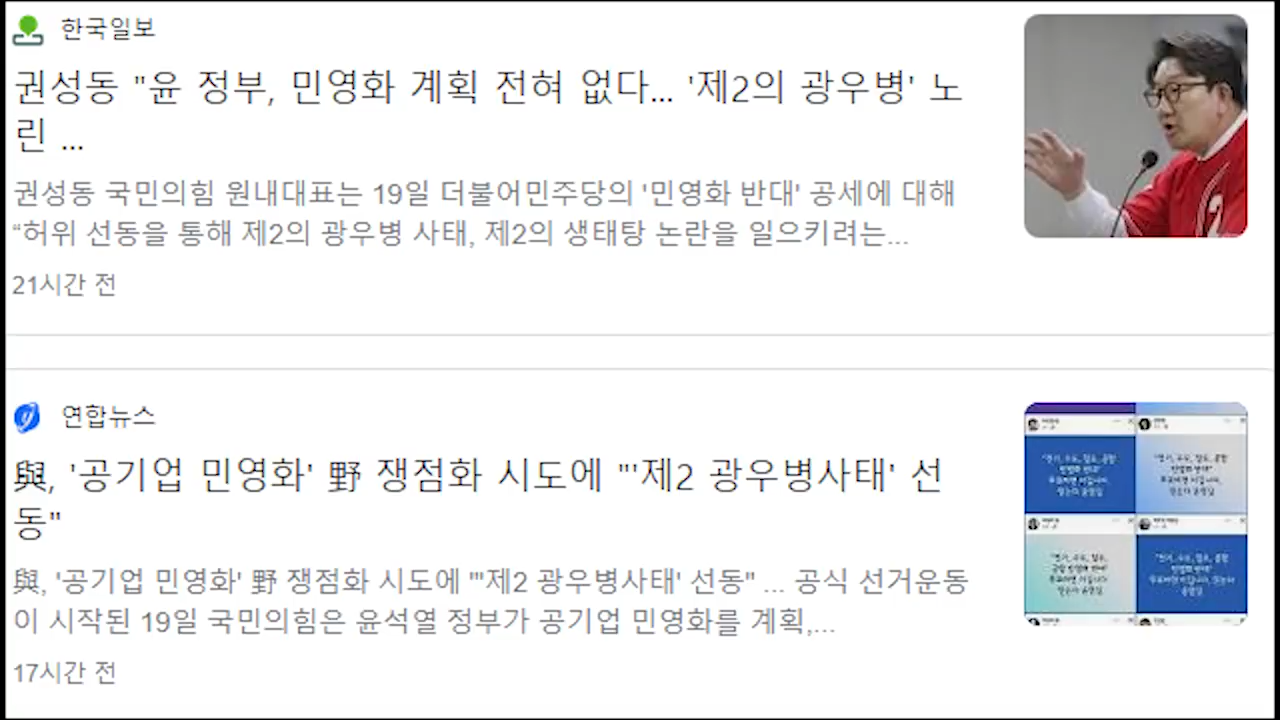 한국일보
권성동 "윤 정부, 민영화 계획 전혀 없다... '제2의 광우병' 노
린 ...
권성동 국민의힘 원내대표는 19일 더불어민주당의 '민영화 반대' 공세에 대해
“허위 선동을 통해 제2의 광우병 사태, 제2의 생태탕 논란을 일으키려는...
21시간 전
연합뉴스
與, '공기업 민영화' 野 쟁점화 시도에 "'제2 광우병사태' 선
동"
與, '공기업 민영화' 野 쟁점화 시도에 "'제2 광우병사태' 선동" ... 공식 선거운동
이 시작된 19일 국민의힘은 윤석열 정부가 공기업 민영화를 계획,...
17시간 전